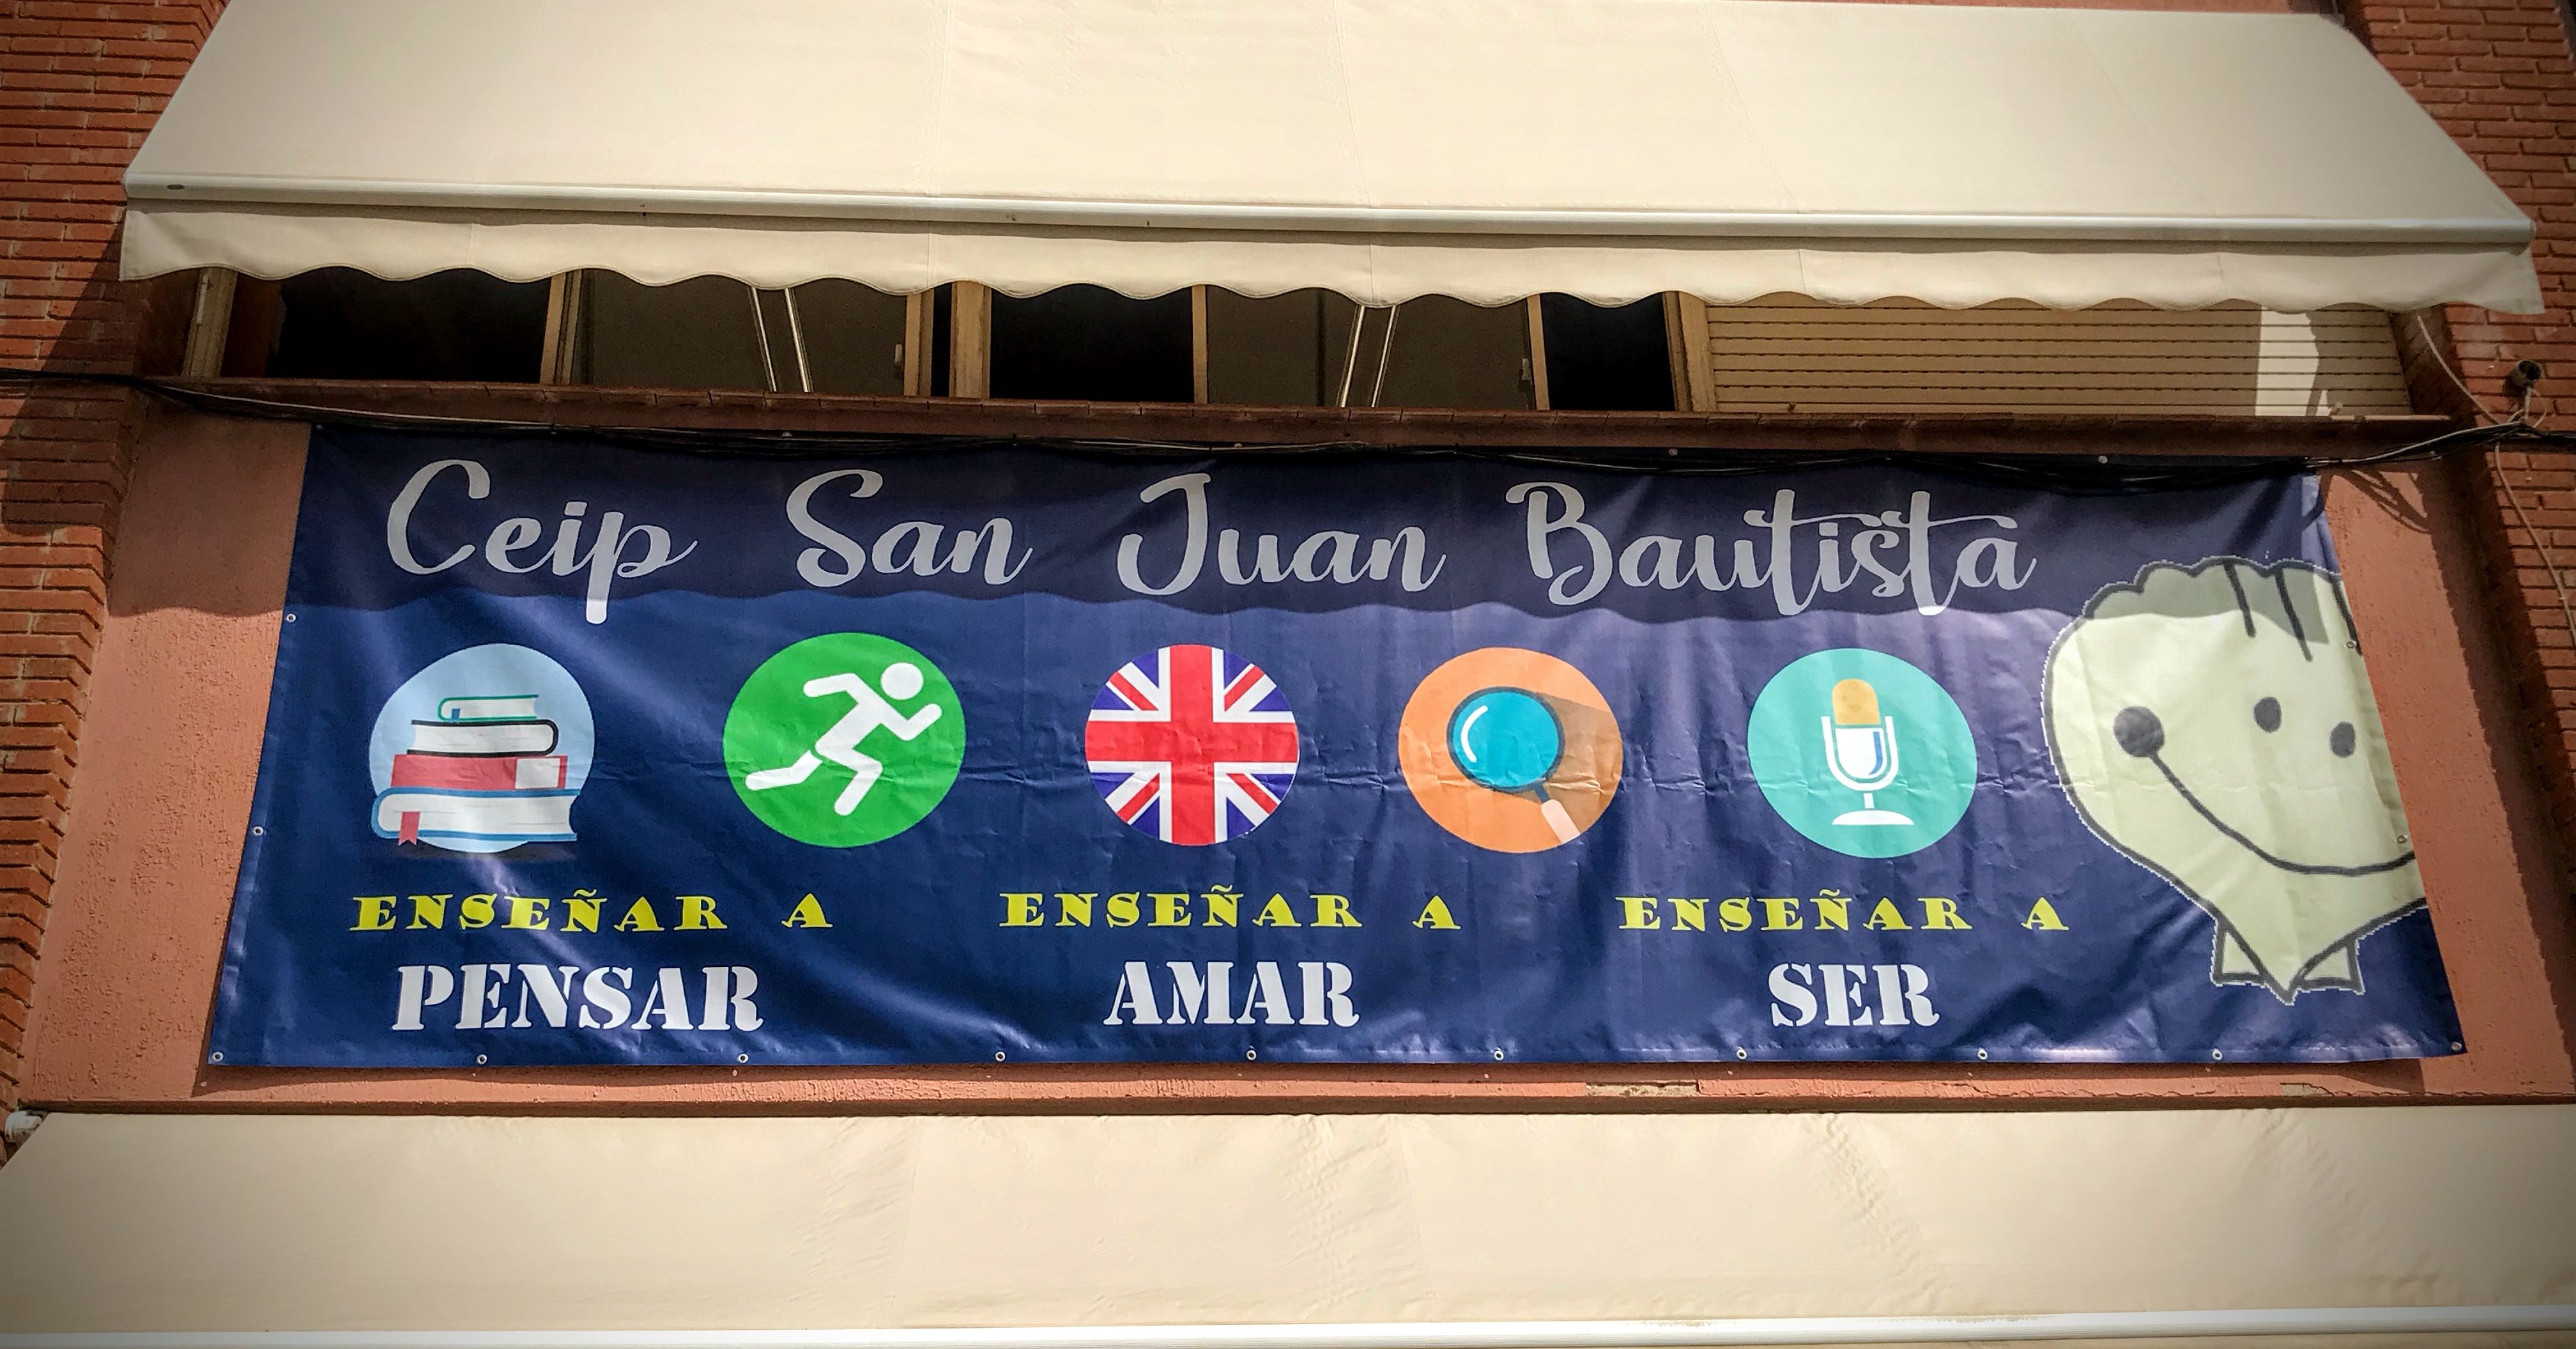 Ceip San Juan Bautista
ENSEÑAR A ENSEÑAR A ENSEÑAR A
PENSAR AMAR SER